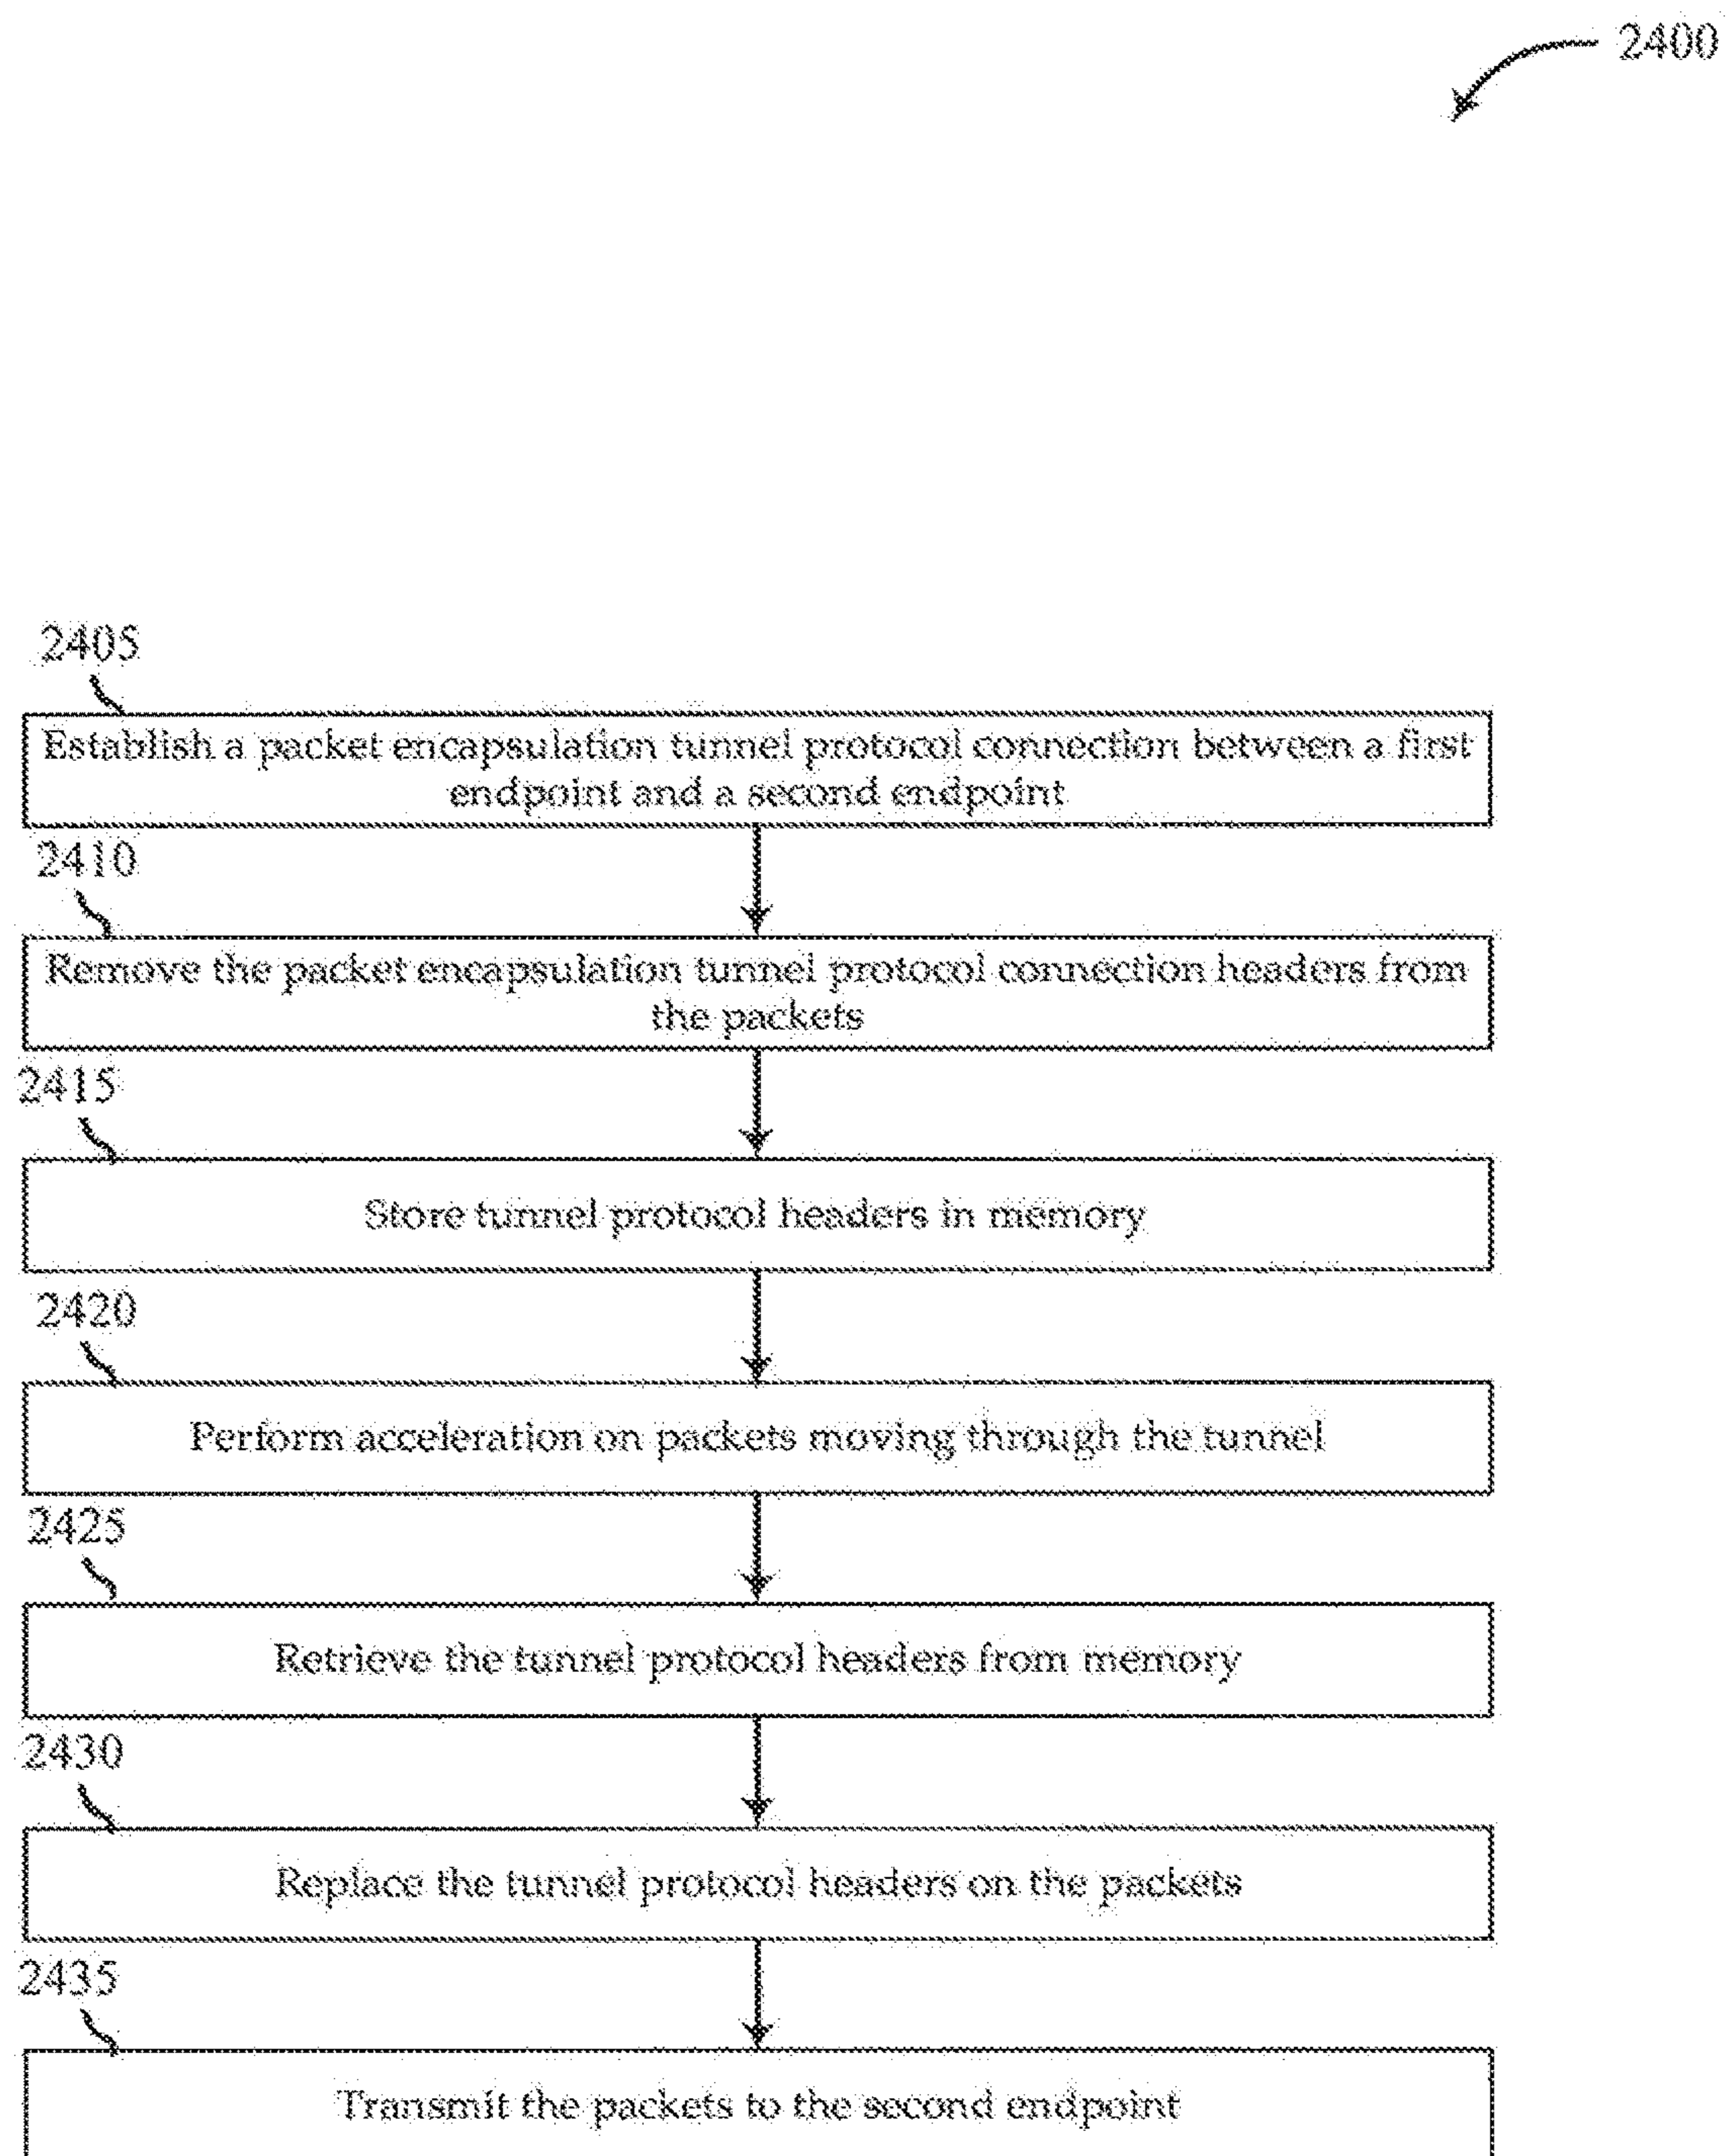 2400
2405
Establish a packet encapsulation tunnel protocol connection between a first
endpoint and a second endpoint
2410
Remove the packet encapsulation tunnel protocol connection headers from
the packets
2415
Store tunnel protocol headers in memory
2420
Perform acceleration on packets moving through the tunnel
2425
Retrieve the tunnel protocol headers from memory
2430
Replace the tunnel protocol headers on the packets
2435
Transmit the packets to the second endpoint